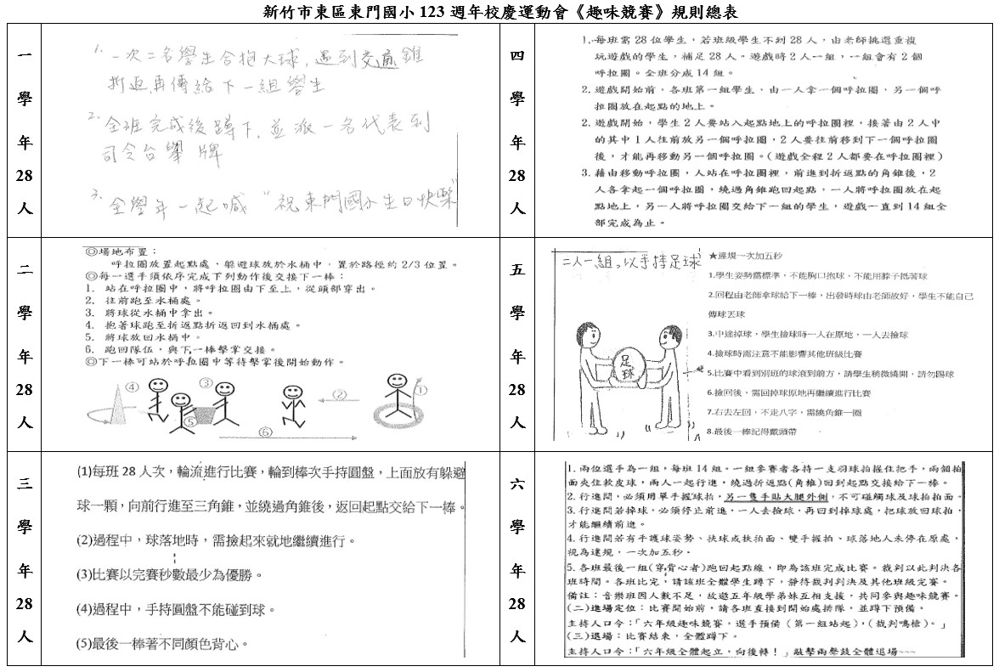 新竹市東區東門國小 123 週年校慶運動會《趣味競賽》規則總表
一學年28人
1. 一次二名學生合抱大球，遇到交通錐
折返再傳給下一組學生
2. 全班完成後蹲下，並派一名代表到
司令台舉牌
3. 全學年一起喊"祝東門國小生日快樂"
四學年28人
1. 每班需 28 位學生，若班級學生不到 28 人，由老師挑選重複
玩遊戲的學生，補足 28 人。遊戲時 2 人一組，一組會有 2 個
呼拉圈。全班分成 14 組。
2. 遊戲開始前，各班第一組學生，由一人拿一個呼拉圈，另一個呼
拉圈放在起點的地上。
2. 遊戲開始，學生 2 人要站入起點地上的呼拉圈裡，接著由 2 人中
的其中 1 人往前放另一個呼拉圈，2 人要往前移到下一個呼拉圈
後，才能再移動另一個呼拉圈。(遊戲全程 2 人都要在呼拉圈裡)
3. 藉由移動呼拉圈，人站在呼拉圈裡，前進到折返點的角錐後，2
人各拿起一個呼拉圈，繞過角錐跑回起點，一人將呼拉圈放在起
點地上，另一人將呼拉圈交給下一組的學生，遊戲一直到 14 組全
部完成為止。
二學年28人
◎場地布置：
呼拉圈放置起點處，躲避球放於水桶中，置於路徑約 2/3 位置。
◎每一選手須依序完成下列動作後交接下一棒：
1. 站在呼拉圈中，將呼拉圈由下至上，從頭部穿出。
2. 往前跑至水桶處。
3. 將球從水桶中拿出。
4. 抱著球跑至折返點折返回到水桶處。
5. 將球放回水桶中。
6. 跑回隊伍，與下一棒擊掌交接。
◎下一棒可站於呼拉圈中等待擊掌後開始動作。
④ ③ ② ① ⑤ ⑥
五學年28人
二人一組。以手持足球
足球
★違規一次加五秒
1.學生姿勢需標準，不能胸口抱球，不能用脖子抵著球
2.回程由老師拿球給下一棒，出發時球由老師放好，學生不能自己
傳球丟球
3.中途掉球，學生撿球時一人在原地，一人去撿球
4.撿球時需注意不能影響其他班級比賽
5.比賽中看到別班的球滾到前方，請學生稍微繞開，請勿踢球
6.撿回後，需回掉球原地再繼續進行比賽
7.右去左回，不走八字，需繞角錐一圈
8.最後一棒記得戴頭帶
三學年28人
(1)每班 28 人次，輪流進行比賽，輪到棒次手持圓盤，上面放有躲避
球一顆，向前行進至三角錐，並繞過角錐後，返回起點交給下一棒。
(2)過程中，球落地時，需撿起來就地繼續進行。
(3)比賽以完賽秒數最少為優勝。
(4)過程中，手持圓盤不能碰到球。
(5)最後一棒著不同顏色背心。
六學年28人
1. 兩位選手為一組，每班 14 組。一組參賽者各持一支羽球拍握住把手，兩個拍
面夾住軟皮球，兩人一起行進，繞過折返點(角椎)回到起點交接給下一棒。
2. 行進間，必須用單手握球拍，另一隻手貼大腿外側，不可碰觸球及球拍拍面。
3. 行進間若掉球，必須停止前進，一人去撿球，再回到掉球處，把球放回球拍，
才能繼續前進。
4. 行進間若有手護球姿勢、扶球或扶拍面、雙手握拍、球落地人未停在原處，
視為違規，一次加五秒。
5. 各班最後一組(穿背心者)跑回起點線，即為該班完成比賽。裁判以此判決各
班時間。各班比完，請該班全體學生蹲下，靜待裁判判決及其他班級完賽。
備註：音樂班因人數不足，故邀五年級學弟妹互相支援，共同參與趣味競賽。
(二)進場定位：比賽開始前，請各班直接到開始處排隊，並蹲下預備。
主持人口令：「六年級趣味競賽，選手預備（第一組站起），(裁判鳴槍)。」
(三)退場：比賽結束，全體蹲下。
主持人口令：「六年級全體起立，向後轉！」敲擊兩聲鼓全體退場~~~